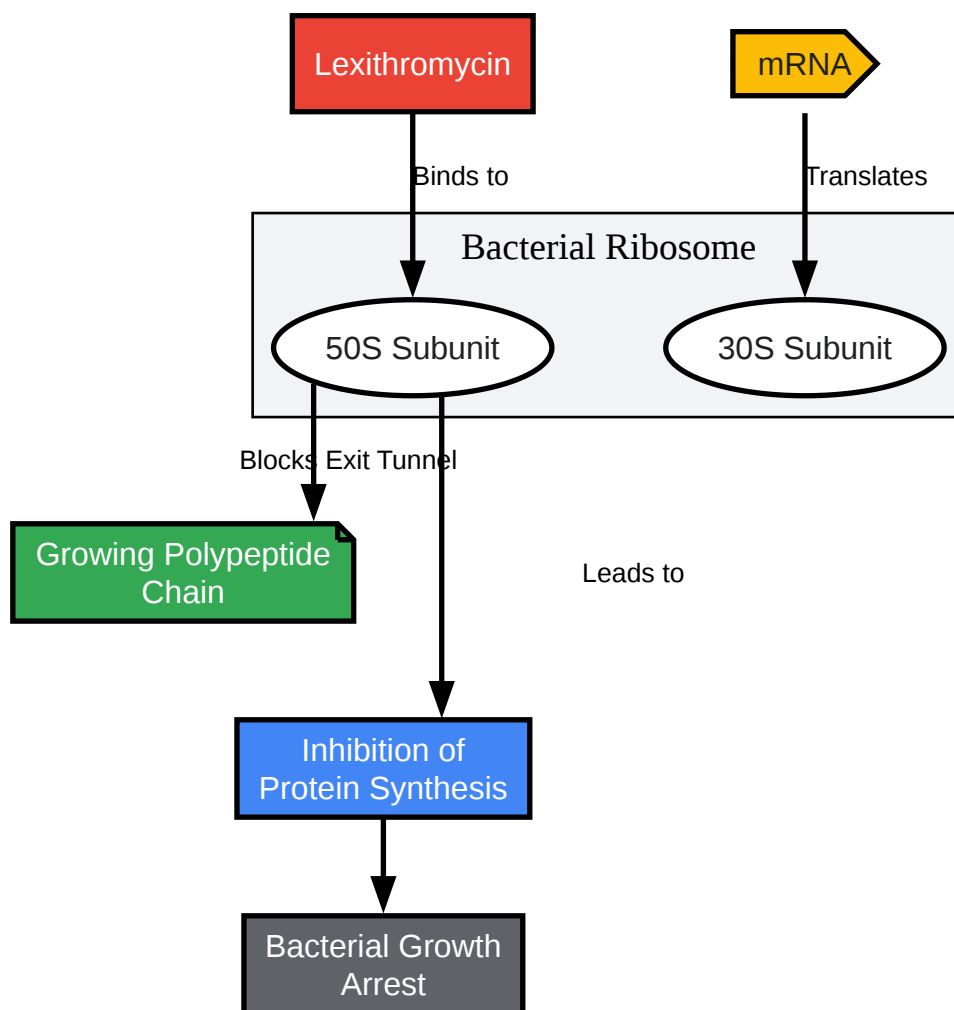 Lexithromycin
mRNA
Binds to
Translates
Bacterial Ribosome
50S Subunit
30S Subunit
Blocks Exit Tunnel
Growing Polypeptide
Chain
Leads to
Inhibition of
Protein Synthesis
Bacterial Growth
Arrest